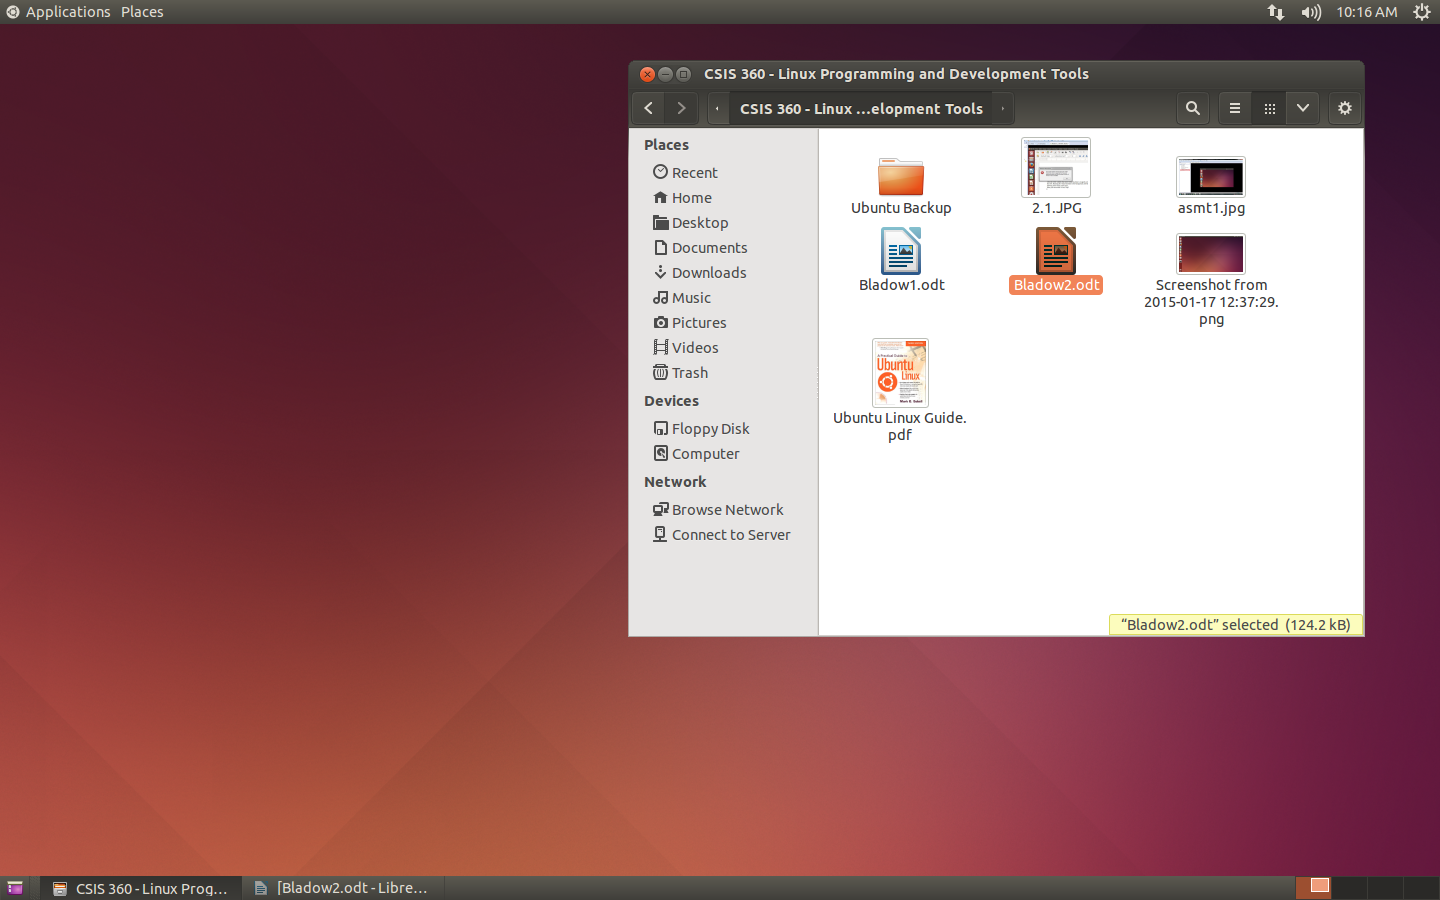 Applications Places
10:16 AM
CSIS 360 - Linux Programming and Development Tools
CSIS 360 - Linux ...elopment Tools
Places
Recent
Home
Desktop
Documents
Downloads
Music
Pictures
Videos
Trash
Devices
Floppy Disk
Computer
Network
Browse Network
Connect to Server
Ubuntu Backup
2.1.JPG
asmt1.jpg
Bladow1.odt
Bladow2.odt
Screenshot from
2015-01-17 12:37:29.
png
A Practical Guide to
Ubuntu
Linux
Ubuntu Linux Guide.
pdf
“Bladow2.odt” selected (124.2 kB)
CSIS 360 - Linux Prog...
[Bladow2.odt - Libre...